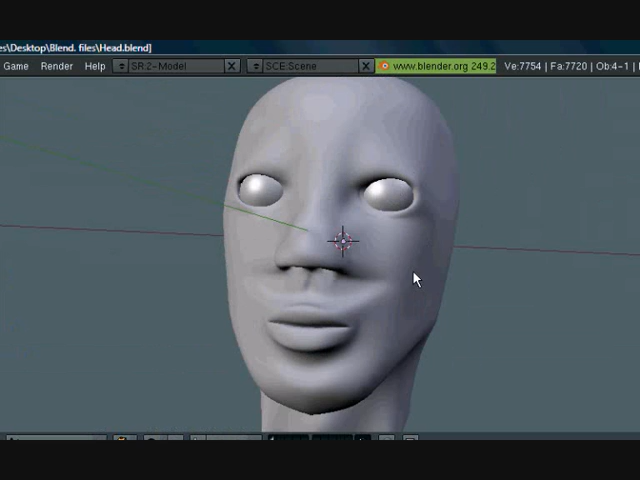 es\Desktop\Blend. files\Head.blend]
Game Render Help SR:2-Model X SCE:Scene X www.blender.org 249.2 Ve:7754 | Fa:7720 | Ob:4-1 |